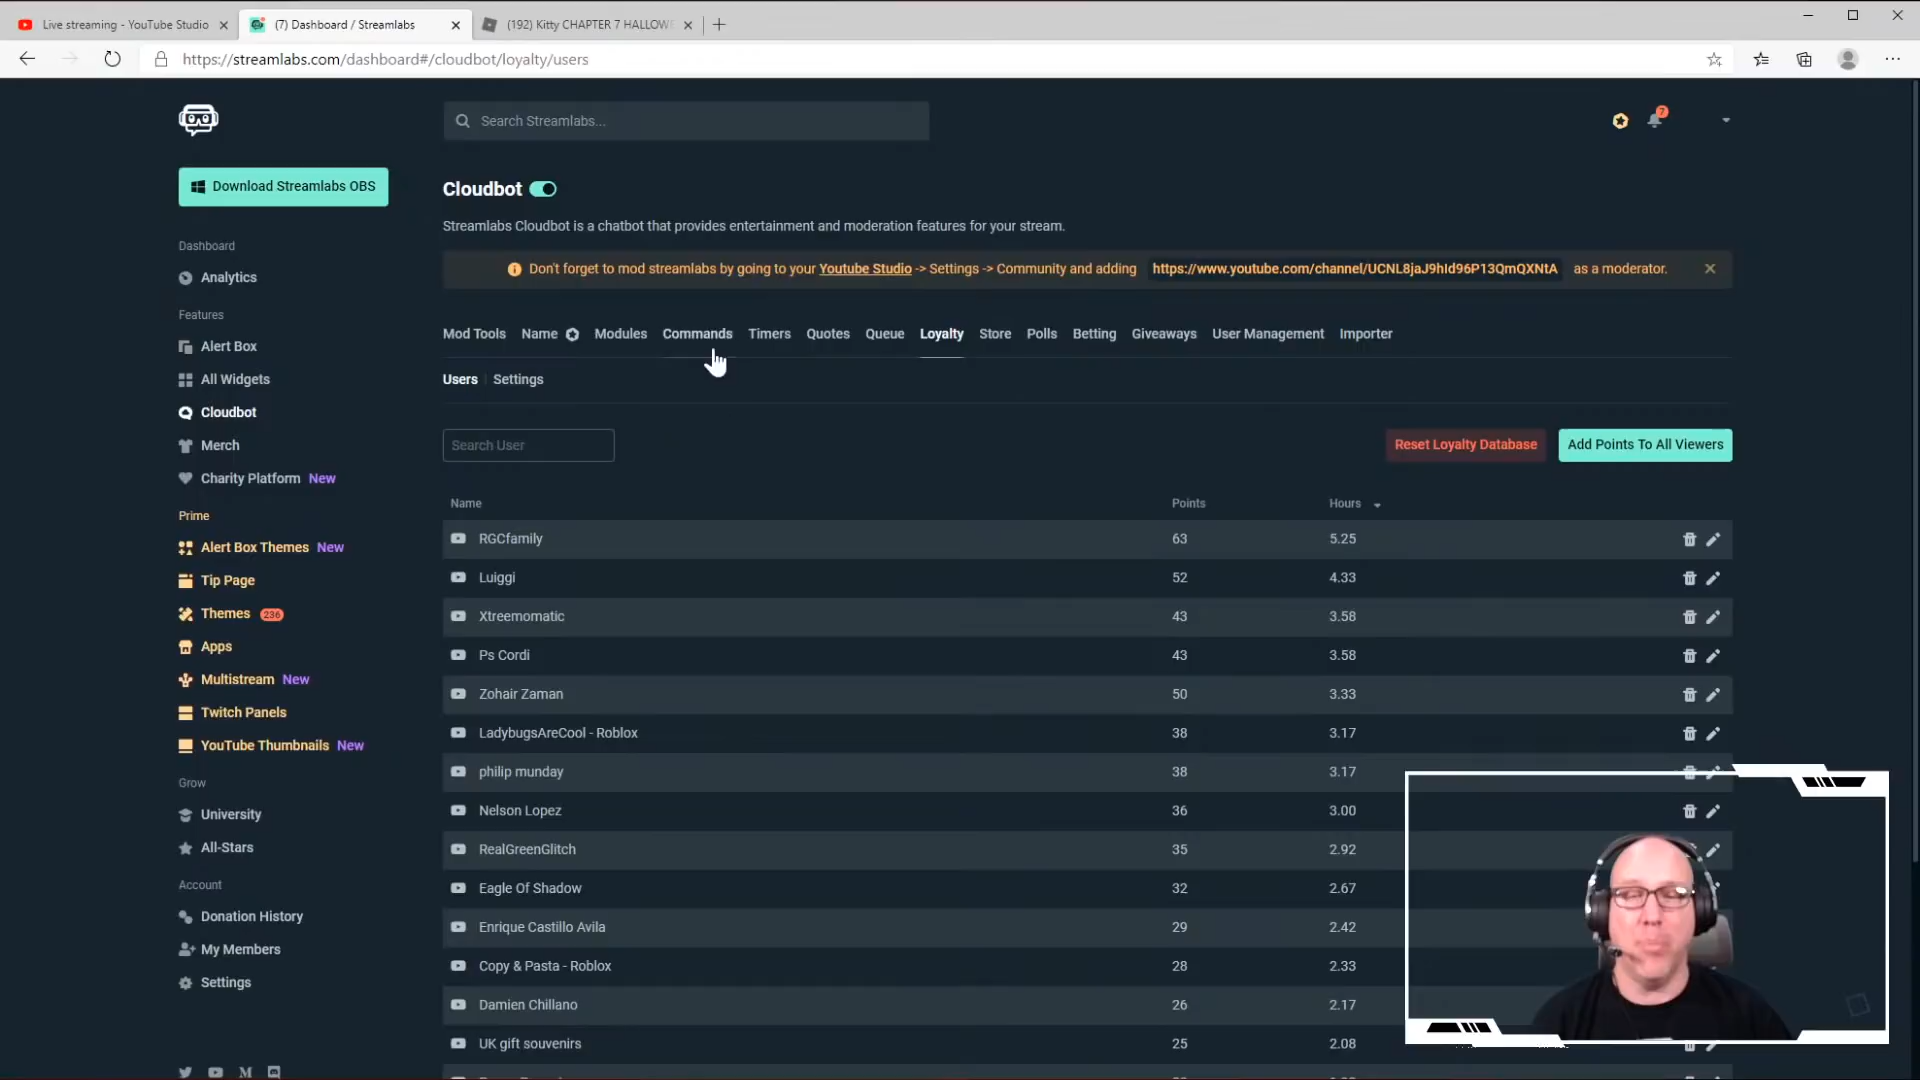 Live streaming - YouTube Studio
(7) Dashboard / Streamlabs
(192) Kitty CHAPTER 7 HALLOWE
https://streamlabs.com/dashboard#/cloudbot/loyalty/users
Search Streamlabs...
7
Download Streamlabs OBS
Dashboard
Analytics
Features
Alert Box
All Widgets
Cloudbot
Merch
Charity Platform New
Prime
Alert Box Themes New
Tip Page
Themes 236
Apps
Multistream New
Twitch Panels
YouTube Thumbnails New
Grow
University
All-Stars
Account
Donation History
My Members
Settings
Cloudbot
Streamlabs Cloudbot is a chatbot that provides entertainment and moderation features for your stream.
Don't forget to mod streamlabs by going to your Youtube Studio -> Settings -> Community and adding https://www.youtube.com/channel/UCNL8jaJ9hId96P13QmQXNtA as a moderator.
Mod Tools Name Modules Commands Timers Quotes Queue Loyalty Store Polls Betting Giveaways User Management Importer
Users Settings
Search User
Reset Loyalty Database
Add Points To All Viewers
Name Points Hours
RGCfamily 63 5.25
Luiggi 52 4.33
Xtreemomatic 43 3.58
Ps Cordi 43 3.58
Zohair Zaman 50 3.33
LadybugsAreCool - Roblox 38 3.17
philip munday 38 3.17
Nelson Lopez 36 3.00
RealGreenGlitch 35 2.92
Eagle Of Shadow 32 2.67
Enrique Castillo Avila 29 2.42
Copy & Pasta - Roblox 28 2.33
Damien Chillano 26 2.17
UK gift souvenirs 25 2.08